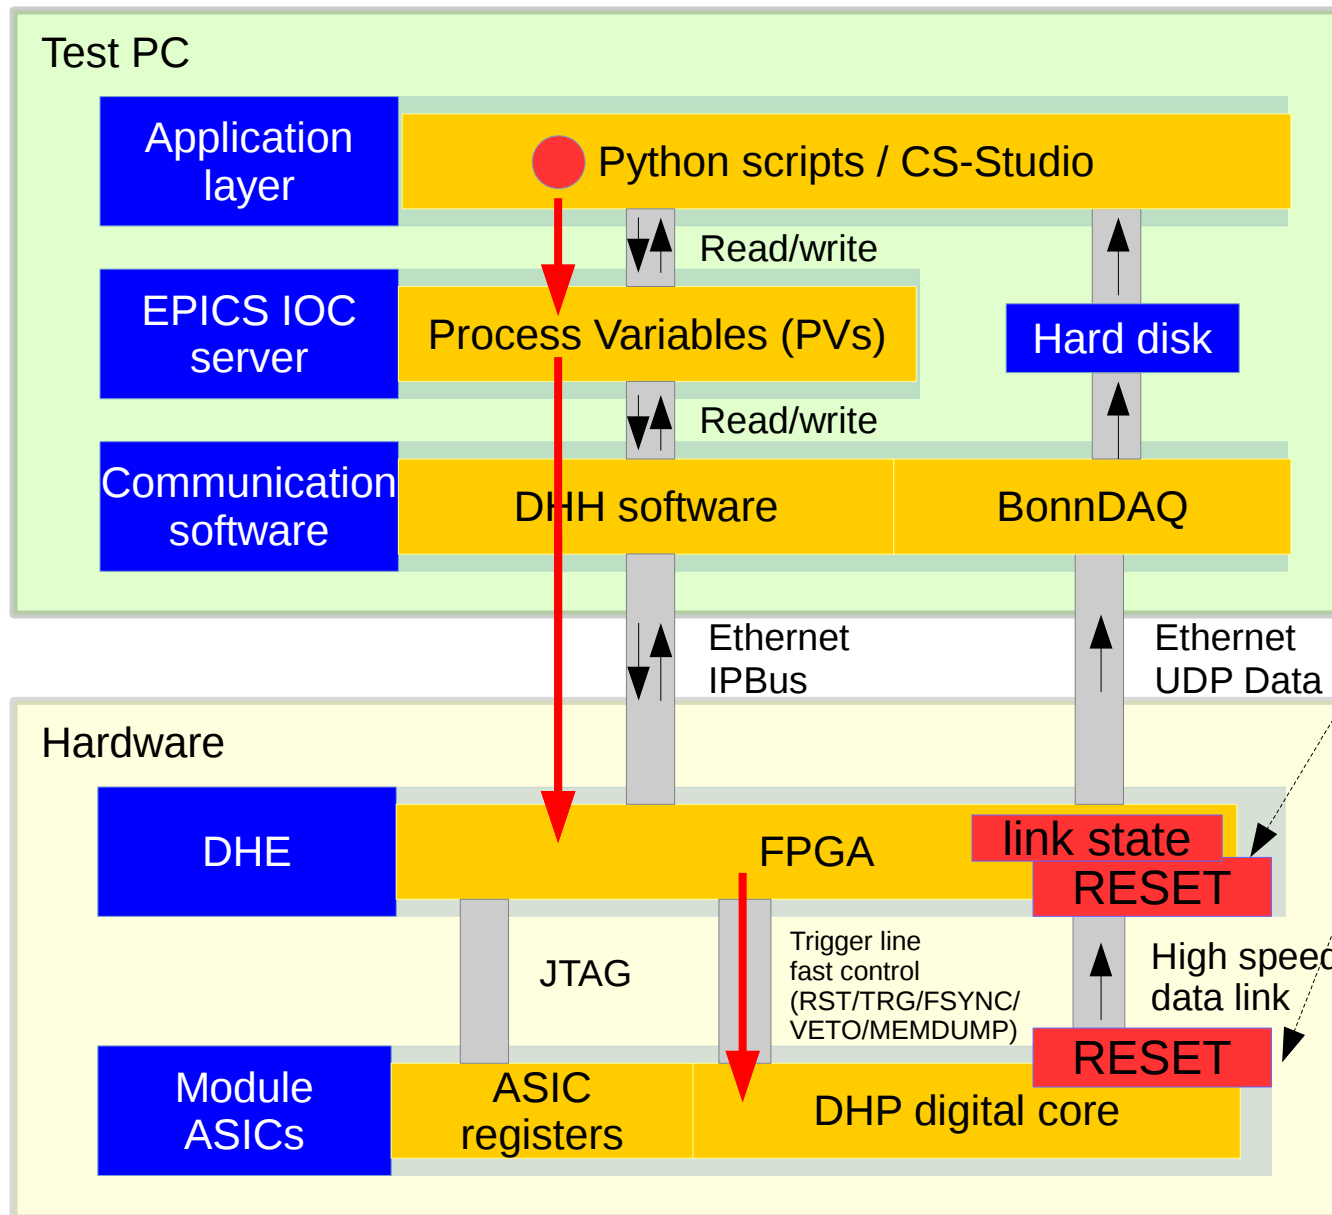 Test PC
Application
layer
Python scripts / CS-Studio
Read/write
EPICS IOC
server
Process Variables (PVs)
Hard disk
Read/write
Communication
software
DHH software
BonnDAQ
Ethernet
IPBus
Ethernet
UDP Data
Hardware
DHE
FPGA
link state
RESET
JTAG
Trigger line
fast control
(RST/TRG/FSYNC/
VETO/MEMDUMP)
High speed
data link
RESET
Module
ASICs
ASIC
registers
DHP digital core